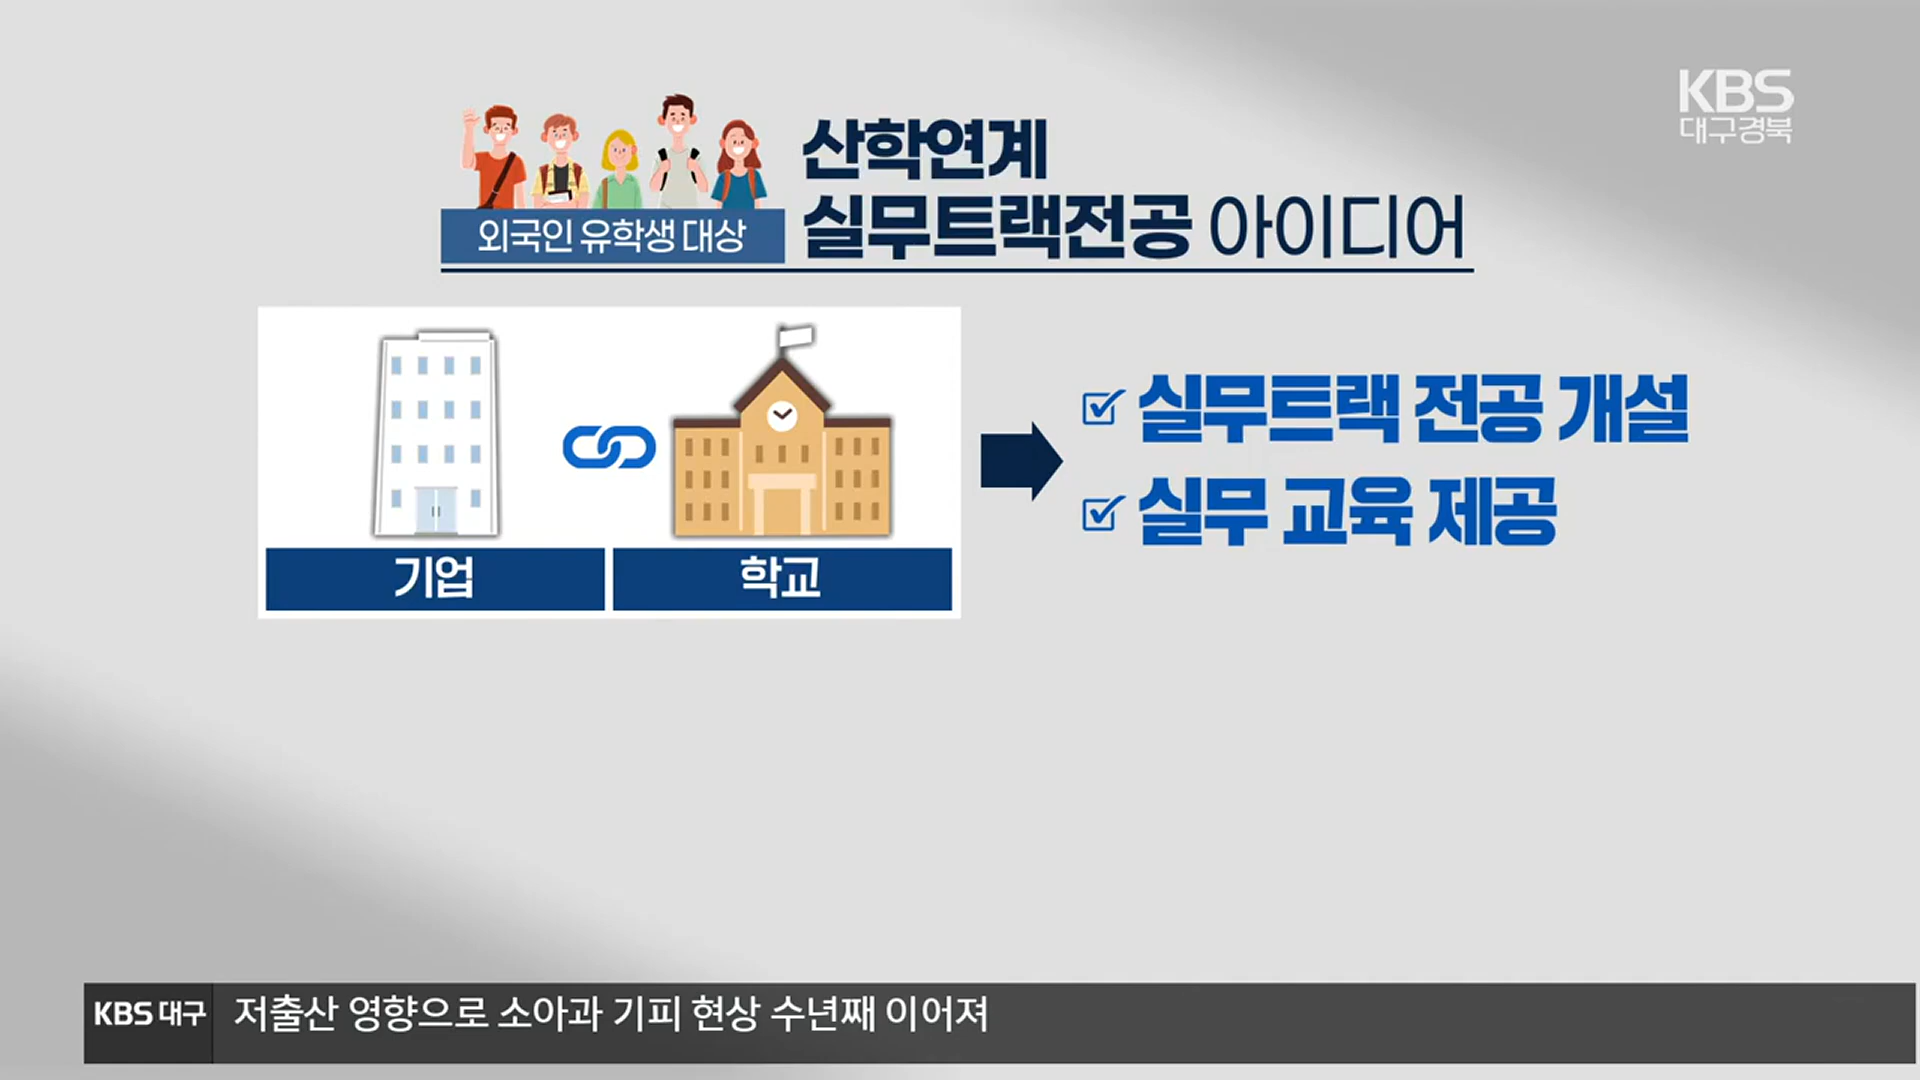 KBS
대구경북
산학연계
외국인 유학생 대상
실무트랙전공 아이디어
실무트랙 전공 개설
실무 교육 제공
기업
학교
KBS 대구
저출산 영향으로 소아과 기피 현상 수년째 이어져